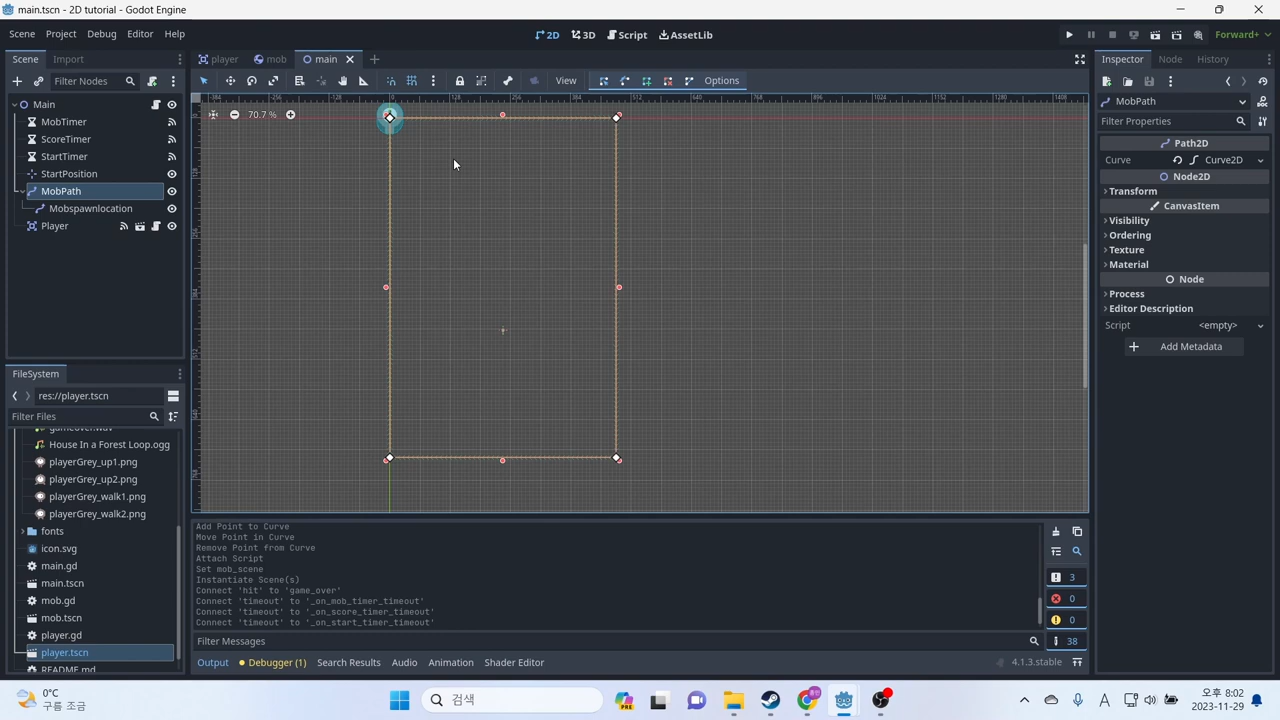 main.tscn - 2D tutorial - Godot Engine
Scene Project Debug Editor Help
2D 3D Script AssetLib
Forward+
Scene Import
player mob main
Inspector Node History
Filter Nodes
View Options
70.7 %
Main
MobTimer
ScoreTimer
StartTimer
StartPosition
MobPath
Mobspawnlocation
Player
MobPath
Filter Properties
Path2D
Curve Curve2D
Node2D
Transform
CanvasItem
Visibility
Ordering
Texture
Material
Node
Process
Editor Description
Script <empty>
Add Metadata
FileSystem
res://player.tscn
Filter Files
gameover.wav
House In a Forest Loop.ogg
playerGrey_up1.png
playerGrey_up2.png
playerGrey_walk1.png
playerGrey_walk2.png
fonts
icon.svg
main.gd
main.tscn
mob.gd
mob.tscn
player.gd
player.tscn
README.md
Add Point to Curve
Move Point in Curve
Remove Point from Curve
Attach Script
Set mob_scene
Instantiate Scene(s)
Connect 'hit' to 'game_over'
Connect 'timeout' to '_on_mob_timer_timeout'
Connect 'timeout' to '_on_score_timer_timeout'
Connect 'timeout' to '_on_start_timer_timeout'
3
0
0
38
Filter Messages
Output Debugger (1) Search Results Audio Animation Shader Editor
4.1.3.stable
0°C
구름 조금
검색
A
오후 8:02
2023-11-29